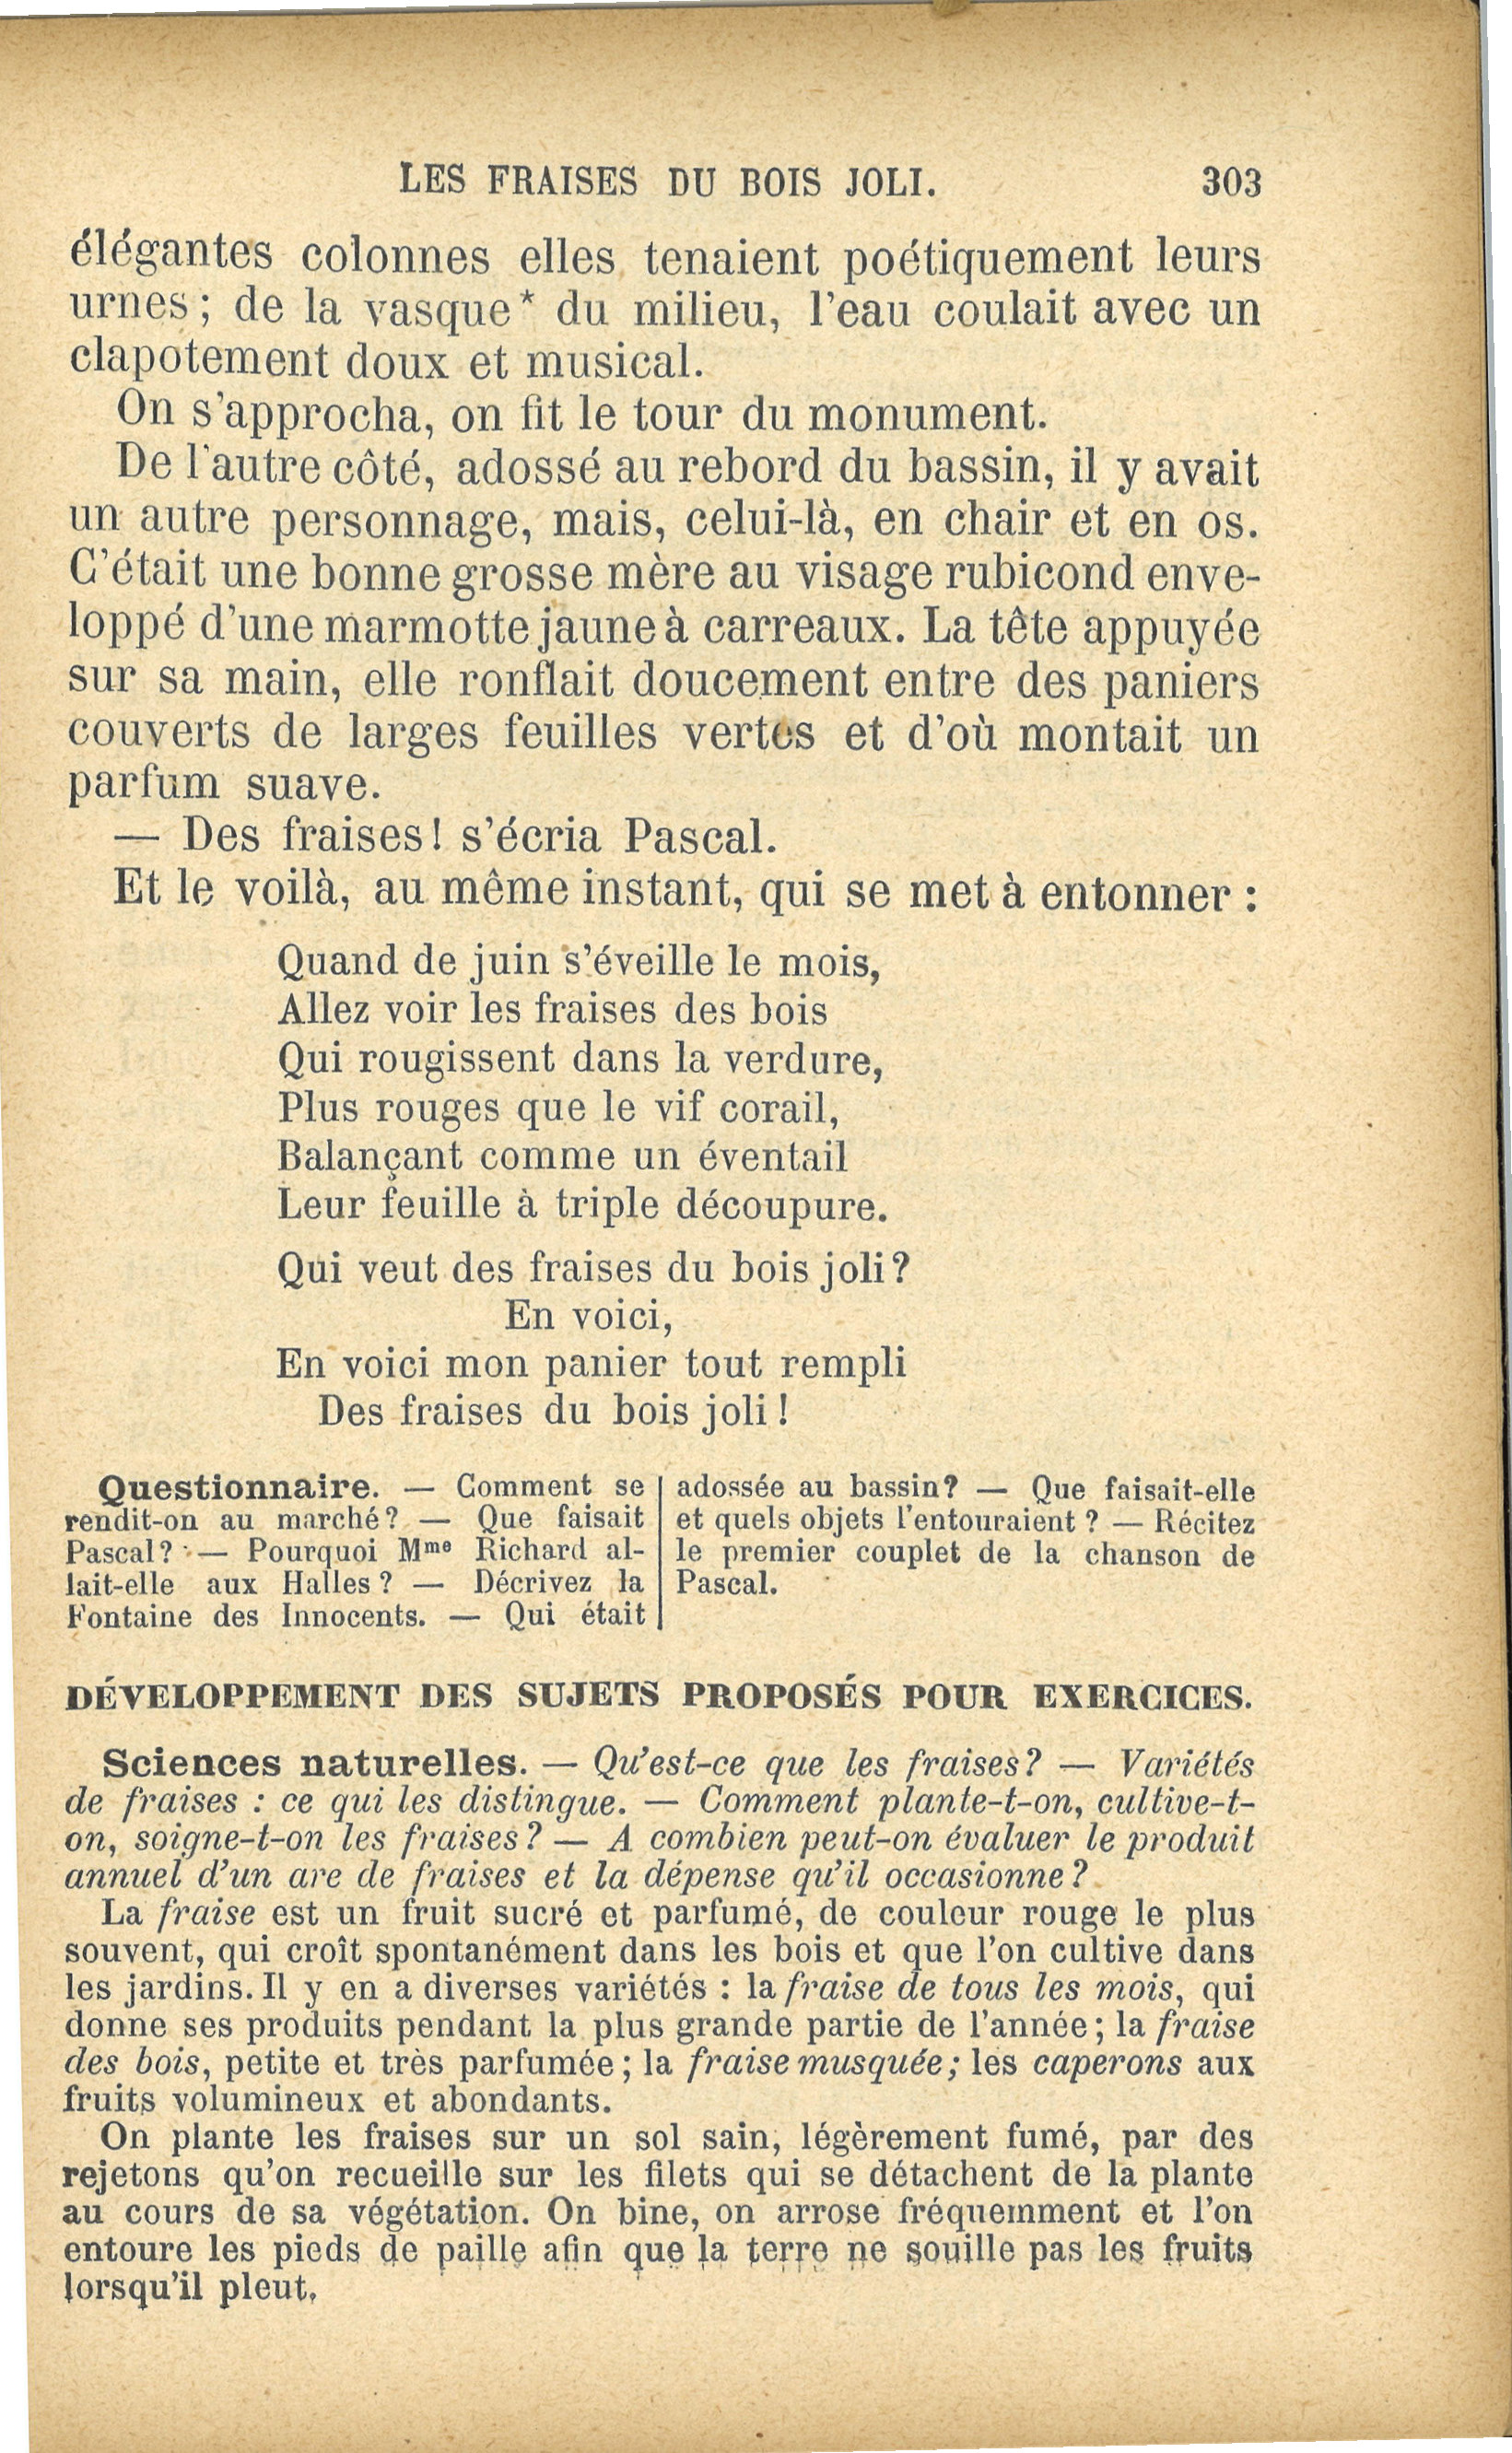 LES FRAISES DU BOIS JOLI. 303
élégantes colonnes elles tenaient poétiquement leurs
urnes; de la vasque* du milieu, l'eau coulait avec un
clapotement doux et musical.
On s'approcha, on fit le tour du monument.
De l'autre côté, adossé au rebord du bassin, il y avait
un autre personnage, mais, celui-là, en chair et en os.
C'était une bonne grosse mère au visage rubicond enve-
loppé d'une marmotte jaune à carreaux. La tête appuyée
sur sa main, elle ronflait doucement entre des paniers
couverts de larges feuilles vertes et d'où montait un
parfum suave.
— Des fraises! s'écria Pascal.
Et le voilà, au même instant, qui se met à entonner :
Quand de juin s'éveille le mois,
Allez voir les fraises des bois
Qui rougissent dans la verdure,
Plus rouges que le vif corail,
Balançant comme un éventail
Leur feuille à triple découpure.
Qui veut des fraises du bois joli?
En voici,
En voici mon panier tout rempli
Des fraises du bois joli!
Questionnaire. — Comment se
rendit-on au marché? — Que faisait
Pascal? — Pourquoi Mme Richard al-
lait-elle aux Halles? — Décrivez la
Fontaine des Innocents. — Qui était
adossée au bassin? — Que faisait-elle
et quels objets l'entouraient? — Récitez
le premier couplet de la chanson de
Pascal.
DÉVELOPPEMENT DES SUJETS PROPOSÉS POUR EXERCICES.
Sciences naturelles. — Qu'est-ce que les fraises? — Variétés
de fraises : ce qui les distingue. — Comment plante-t-on, cultive-t-
on, soigne-t-on les fraises? — A combien peut-on évaluer le produit
annuel d'un are de fraises et la dépense qu'il occasionne?
La fraise est un fruit sucré et parfumé, de couleur rouge le plus
souvent, qui croît spontanément dans les bois et que l'on cultive dans
les jardins. Il y en a diverses variétés : la fraise de tous les mois, qui
donne ses produits pendant la plus grande partie de l'année; la fraise
des bois, petite et très parfumée; la fraise musquée; les caperons aux
fruits volumineux et abondants.
On plante les fraises sur un sol sain, légèrement fumé, par des
rejetons qu'on recueille sur les filets qui se détachent de la plante
au cours de sa végétation. On bine, on arrose fréquemment et l'on
entoure les pieds de paille afin que la terre ne souille pas les fruits
lorsqu'il pleut.